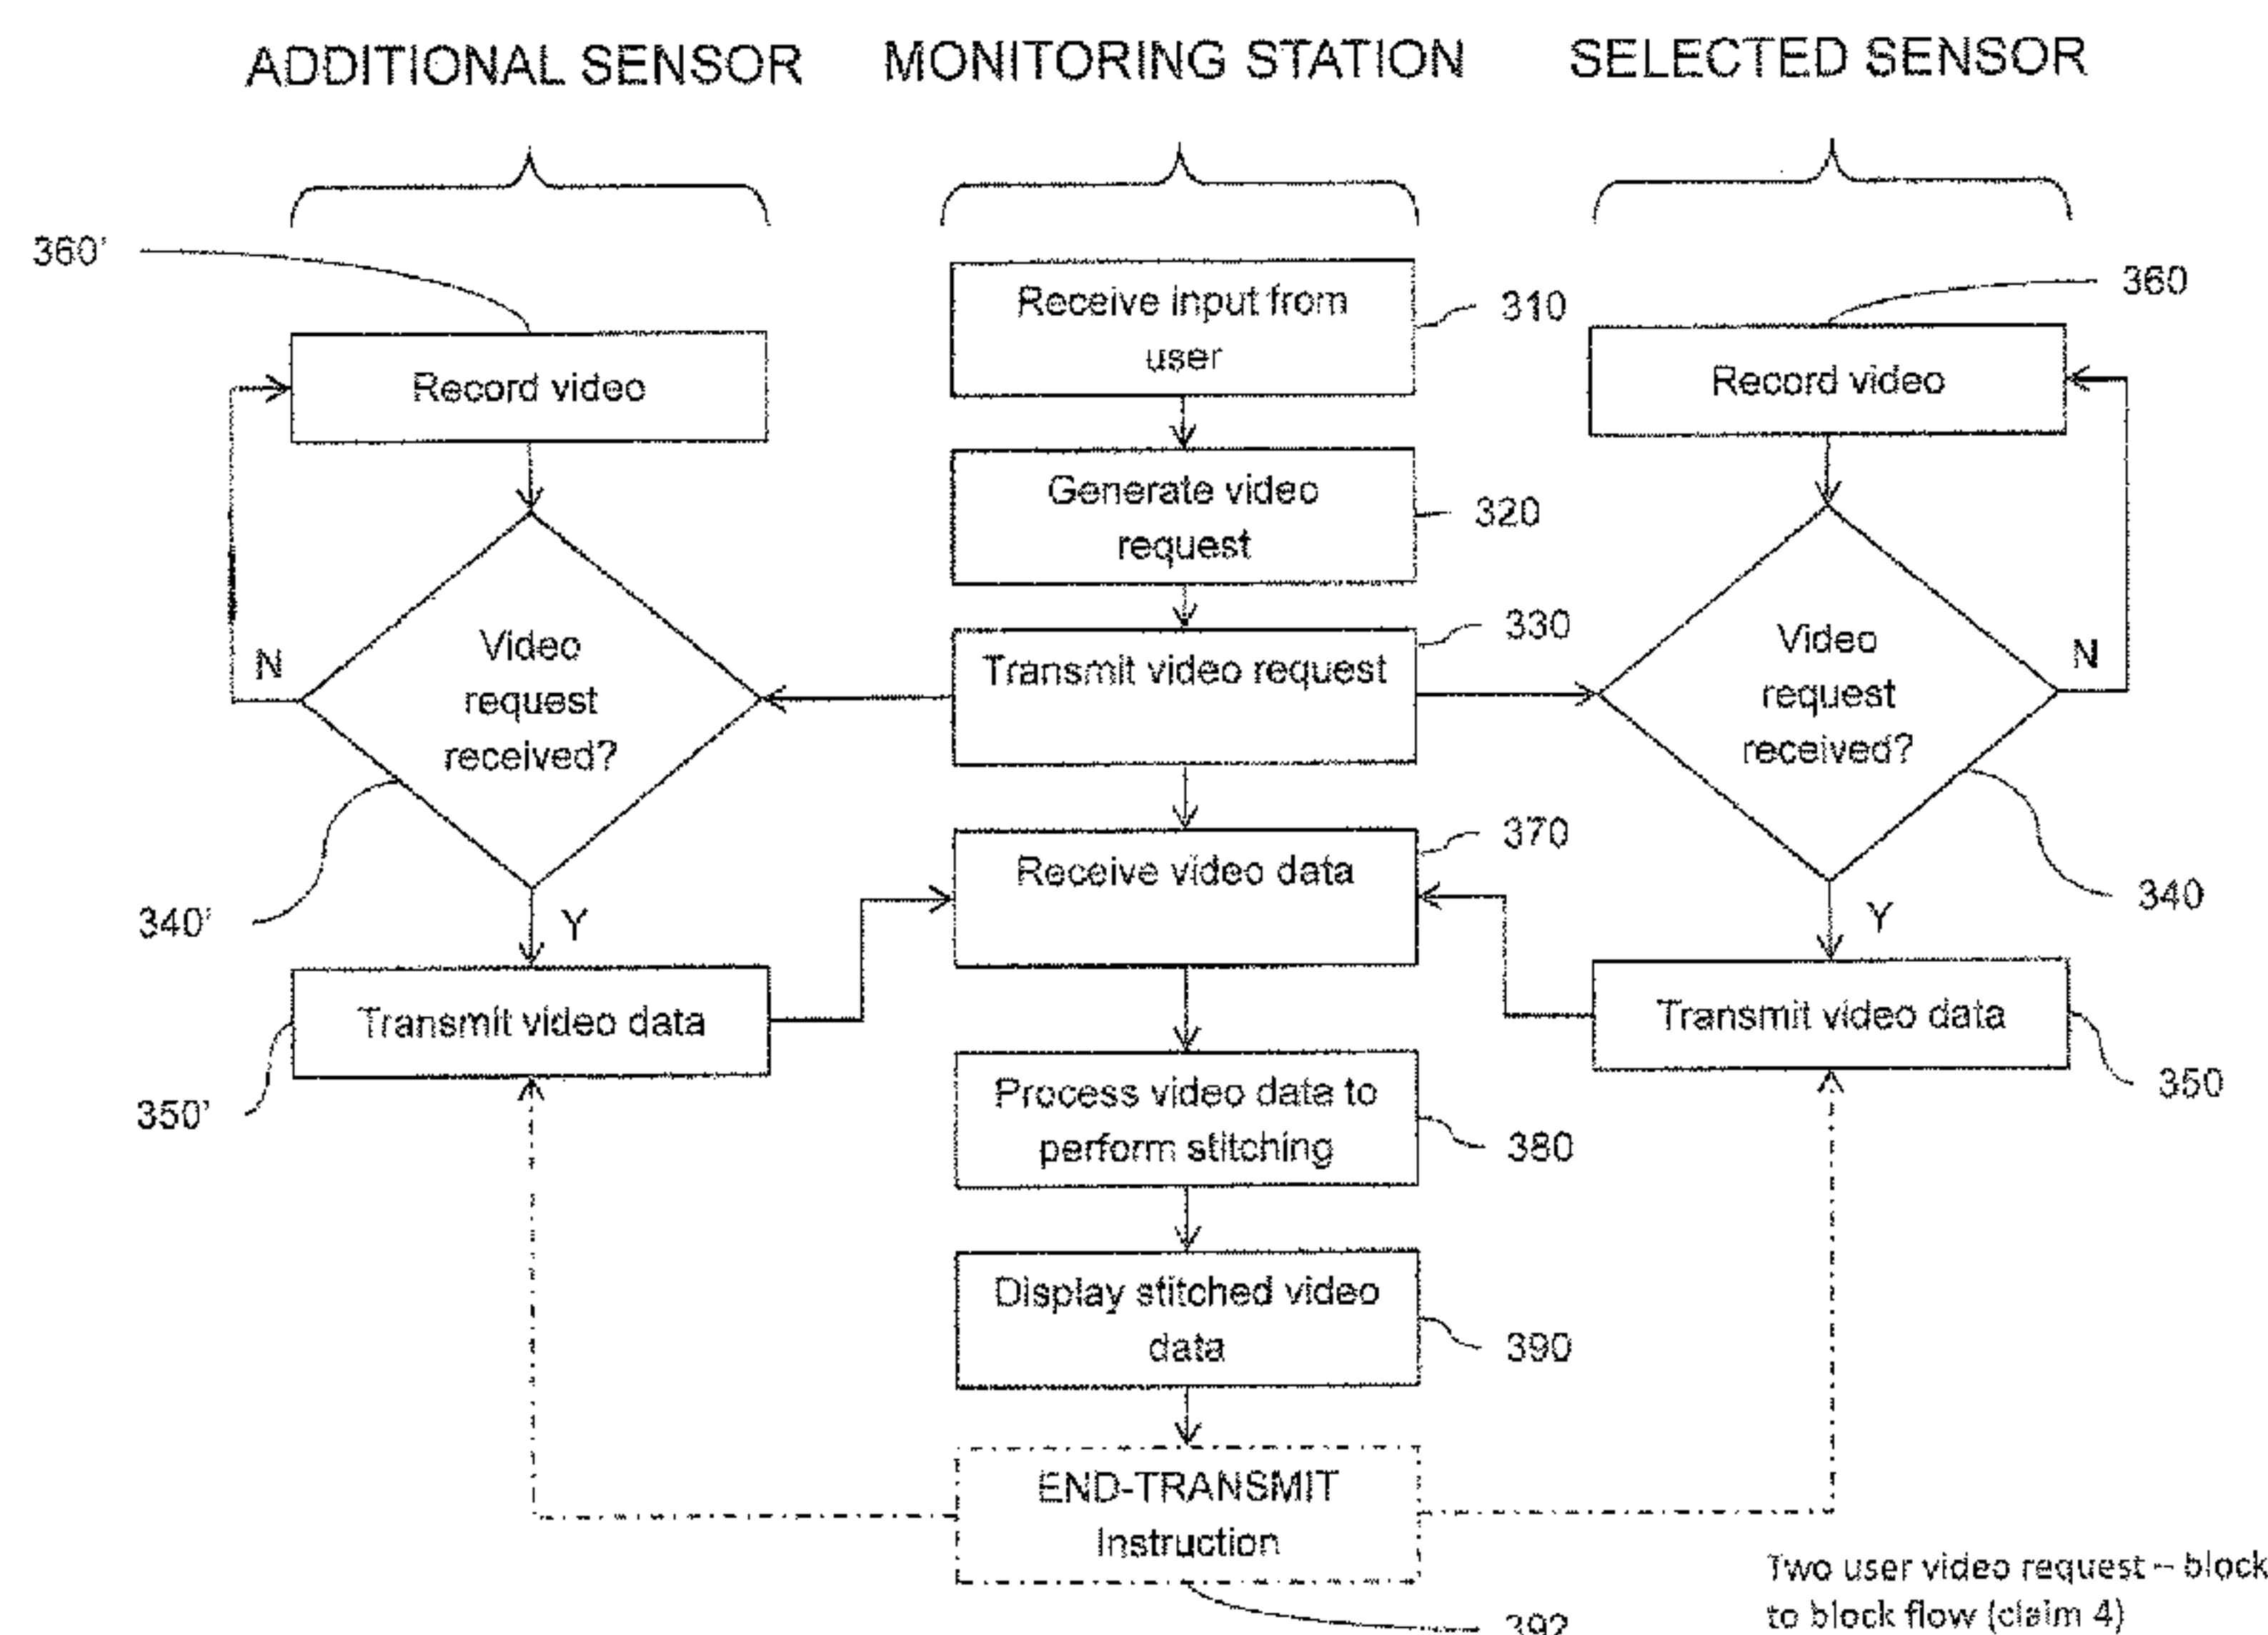 ADDITIONAL SENSOR
MONITORING STATION
SELECTED SENSOR
360'
Record video
Video
request
received?
N
340'
Y
Transmit video data
350'
Receive input from
user
310
Generate video
request
320
Transmit video request
330
Receive video data
370
Process video data to
perform stitching
380
Display stitched video
data
390
END-TRANSMIT
Instruction
392
360
Record video
Video
request
received?
N
340
Y
Transmit video data
350
Two user video request – block
to block flow (claim 4)